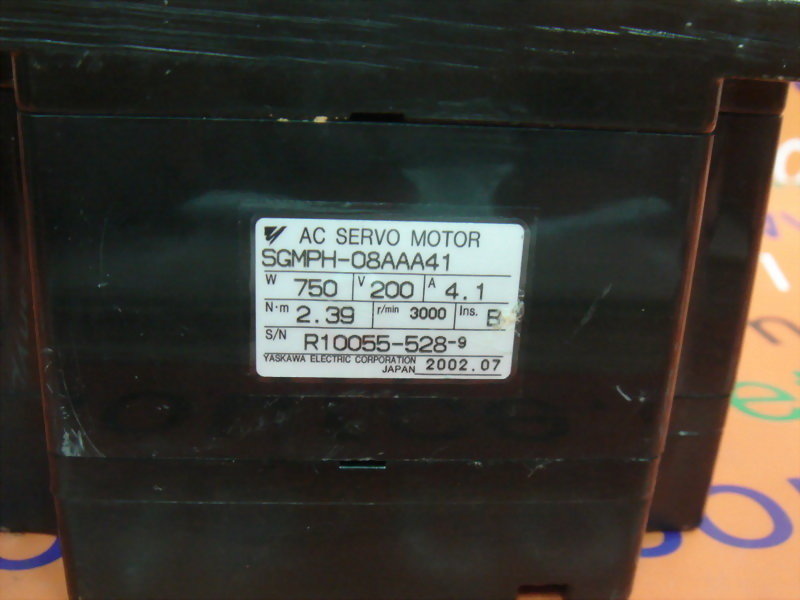 AC SERVO MOTOR
SGMPH-08AAA41
W 750 V 200 A 4.1
N·m 2.39 r/min 3000 Ins. B
S/N R10055-528-9
YASKAWA ELECTRIC CORPORATION
JAPAN 2002.07